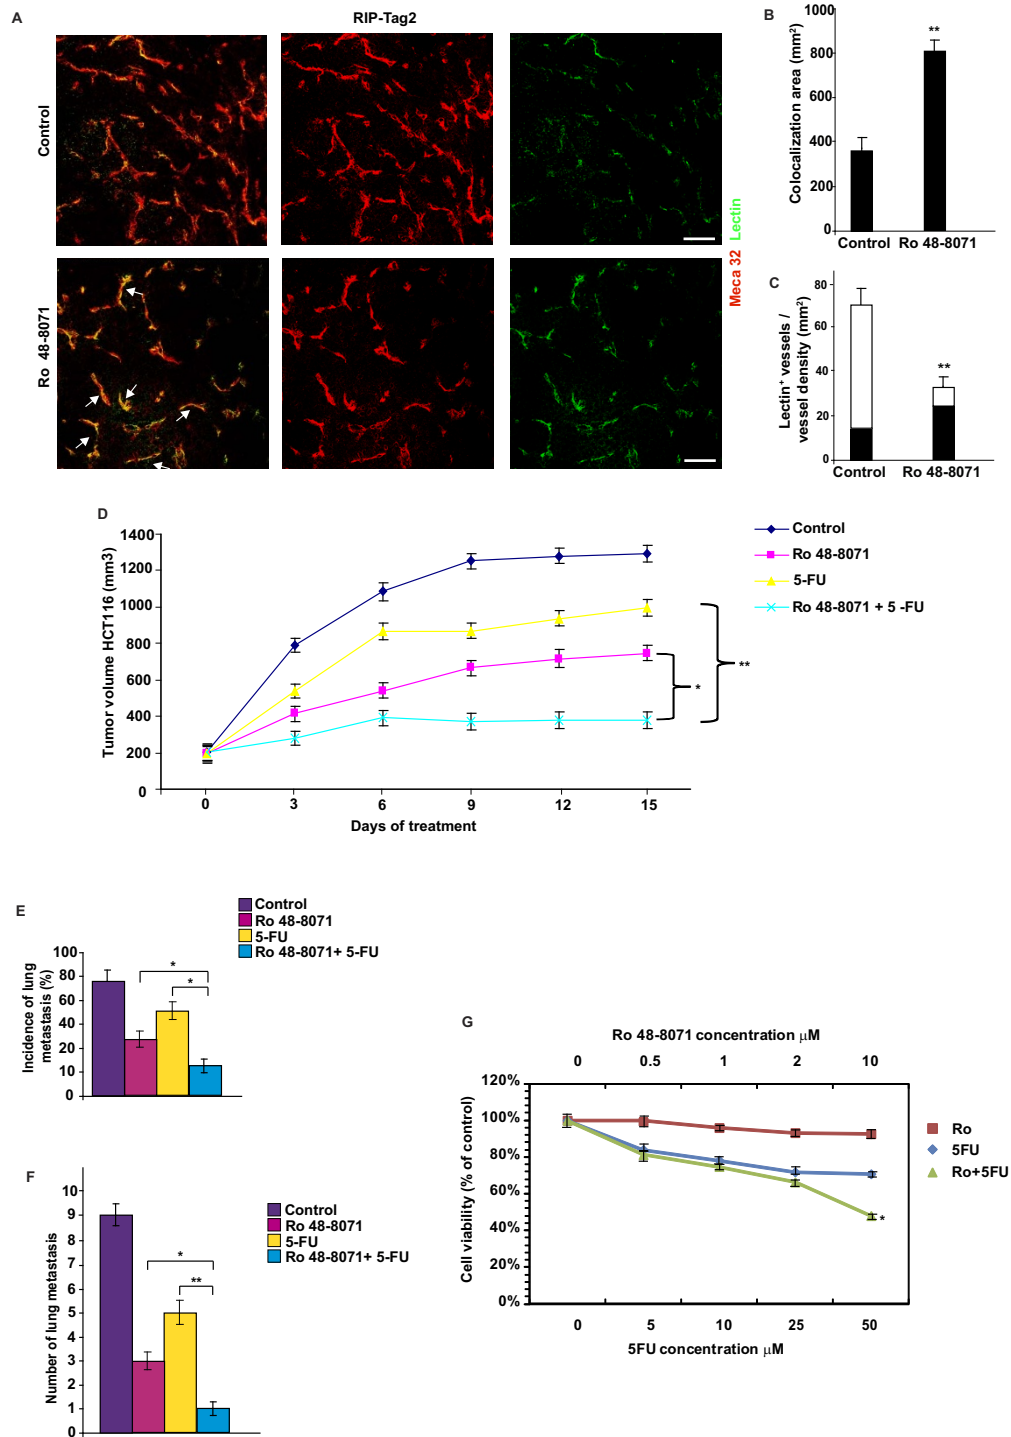 A
RIP-Tag2
Control
Ro 48-8071
Meca 32 Lectin
B
Colocalization area (mm²)
1000
800
600
400
200
0
**
Control Ro 48-8071
C
Lectin⁺ vessels /
vessel density (mm²)
80
60
40
20
0
**
Control Ro 48-8071
D
Tumor volume HCT116 (mm3)
1400
1200
1000
800
600
400
200
0
0 3 6 9 12 15
Days of treatment
Control
Ro 48-8071
5-FU
Ro 48-8071 + 5 -FU
*
**
E
Control
Ro 48-8071
5-FU
Ro 48-8071+ 5-FU
Incidence of lung
metastasis (%)
100
80
60
40
20
10
0
*
*
F
Control
Ro 48-8071
5-FU
Ro 48-8071+ 5-FU
Number of lung metastasis
10
9
8
7
6
5
4
3
2
1
0
*
**
G
Ro 48-8071 concentration µM
0 0.5 1 2 10
Cell viability (% of control)
120%
100%
80%
60%
40%
20%
0%
*
0 5 10 25 50
5FU concentration µM
Ro
5FU
Ro+5FU